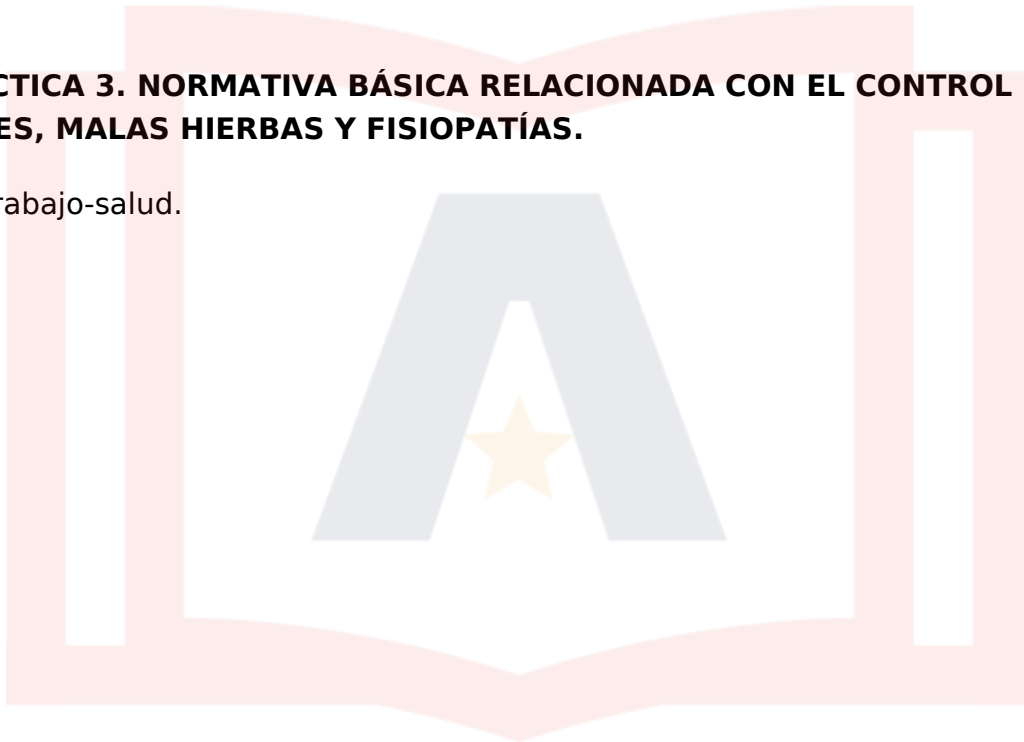 CTICA 3. NORMATIVA BÁSICA RELACIONADA CON EL CONTROL
ES, MALAS HIERBAS Y FISIOPATÍAS.
rabajo-salud.